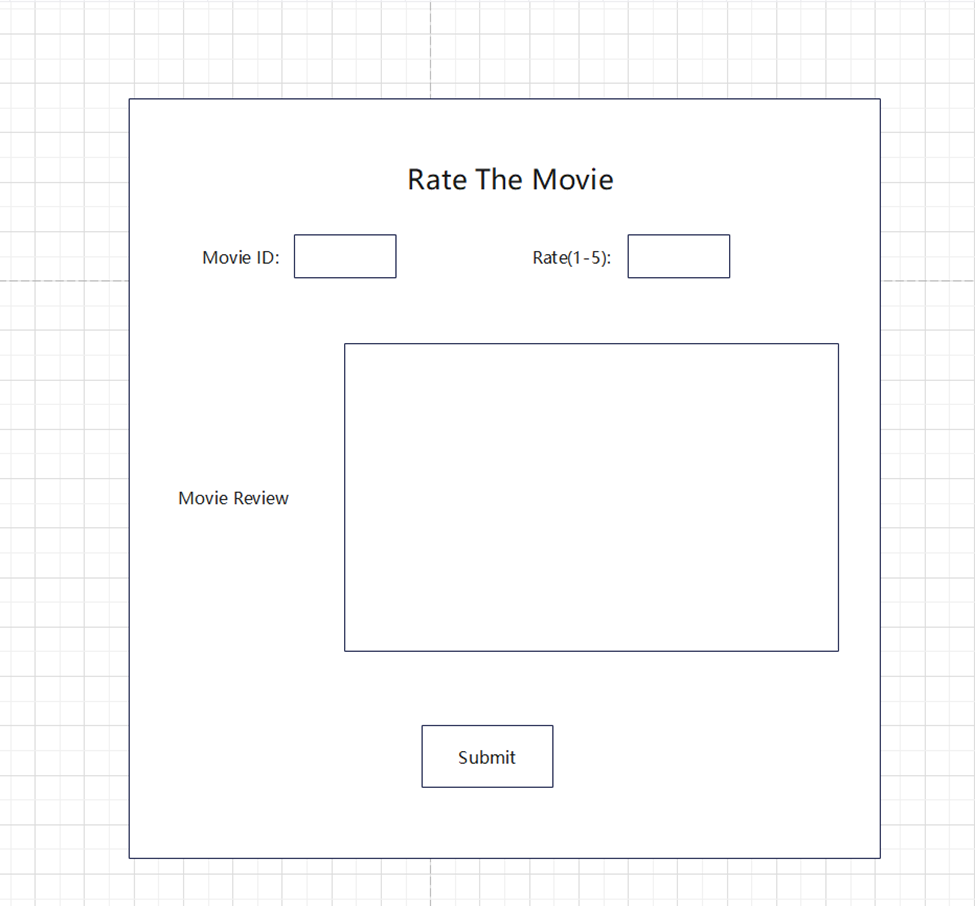 Rate The Movie
Movie ID:
Rate(1-5):
Movie Review
Submit